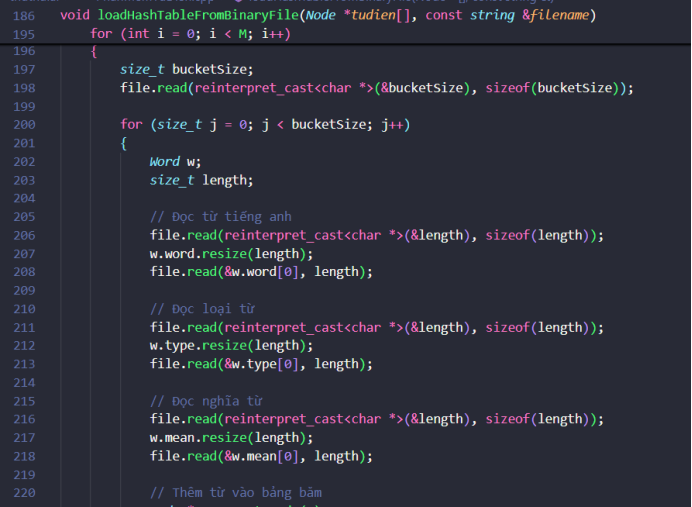 186 void loadHashTableFromBinaryFile(Node *tudien[], const string &filename)
195 for (int i = 0; i < M; i++)
196 {
197 size_t bucketSize;
198 file.read(reinterpret_cast<char *>(&bucketSize), sizeof(bucketSize));
199
200 for (size_t j = 0; j < bucketSize; j++)
201 {
202 Word w;
203 size_t length;
204
205 // Đọc từ tiếng anh
206 file.read(reinterpret_cast<char *>(&length), sizeof(length));
207 w.word.resize(length);
208 file.read(&w.word[0], length);
209
210 // Đọc loại từ
211 file.read(reinterpret_cast<char *>(&length), sizeof(length));
212 w.type.resize(length);
213 file.read(&w.type[0], length);
214
215 // Đọc nghĩa từ
216 file.read(reinterpret_cast<char *>(&length), sizeof(length));
217 w.mean.resize(length);
218 file.read(&w.mean[0], length);
219
220 // Thêm từ vào bảng băm